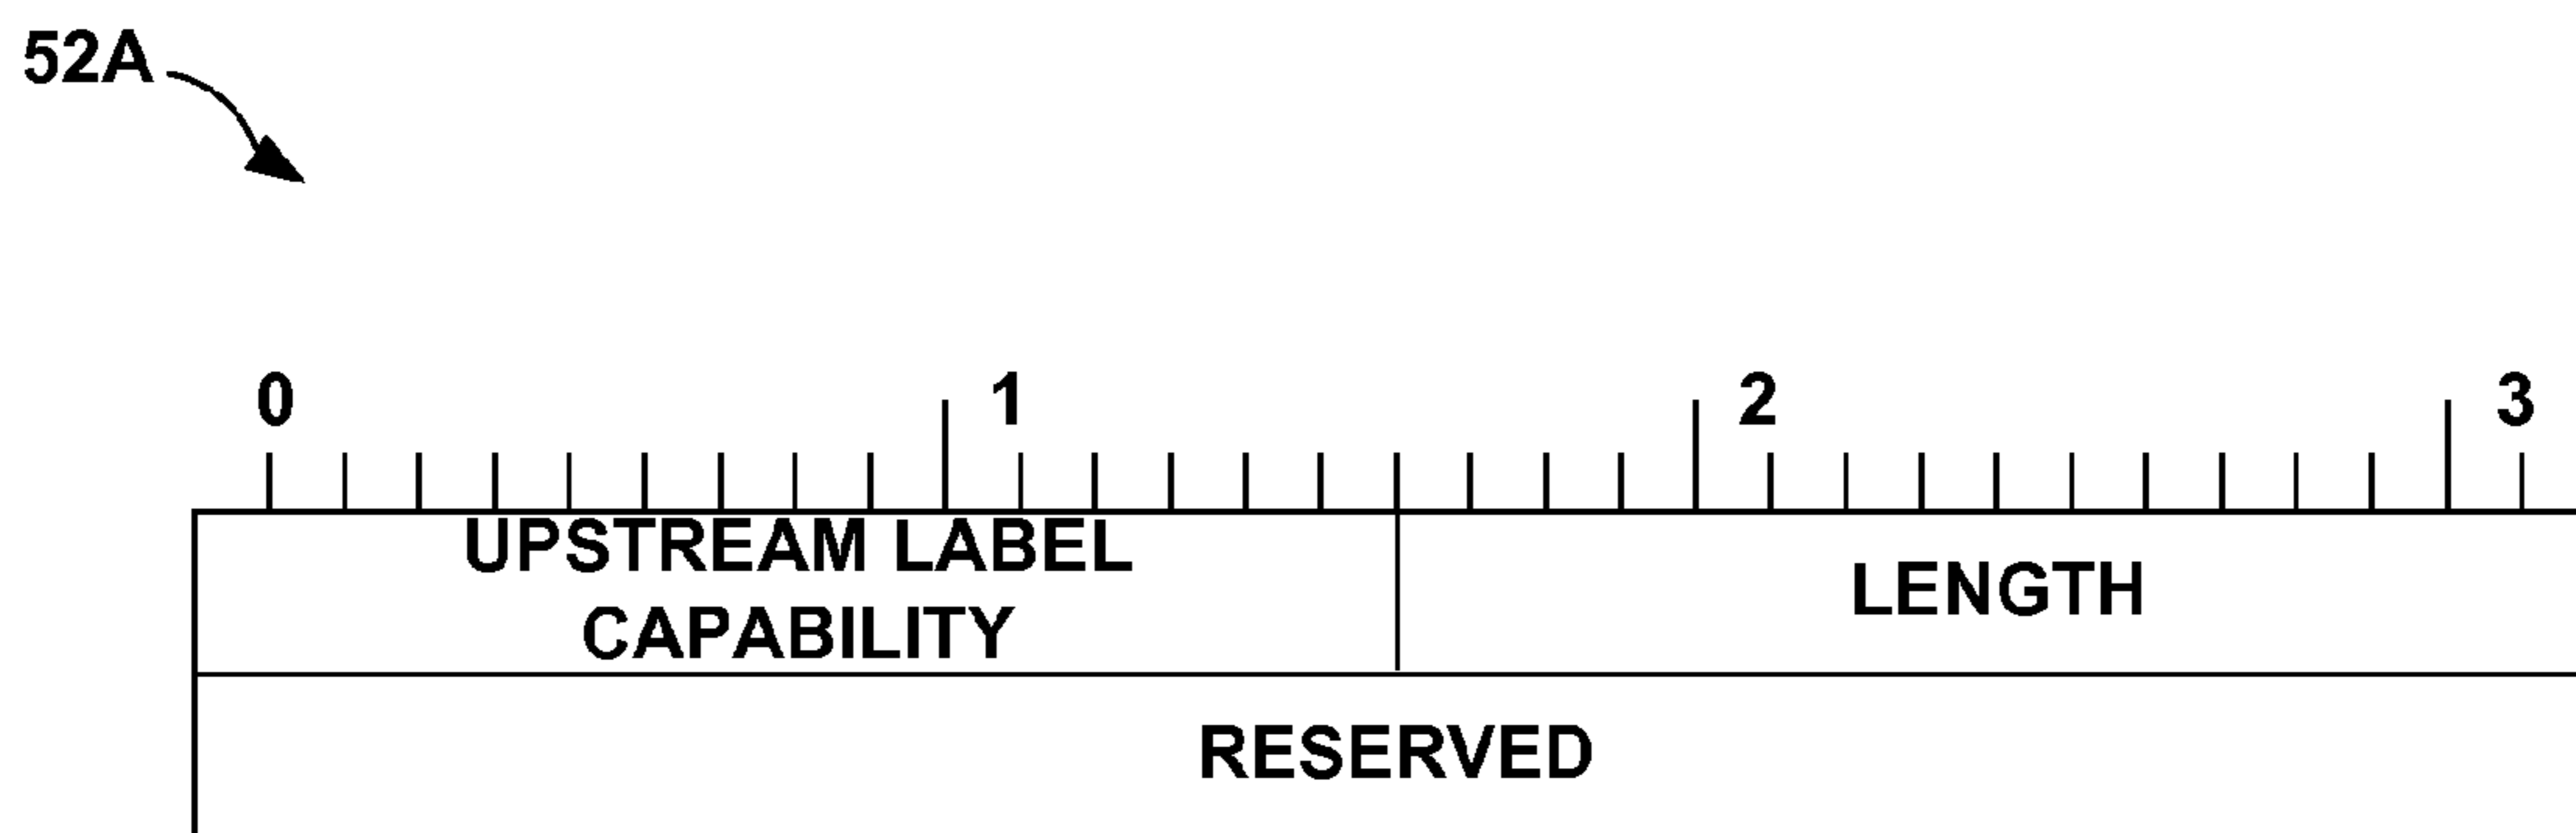 52A
0 1 2 3
UPSTREAM LABEL
CAPABILITY
LENGTH
RESERVED